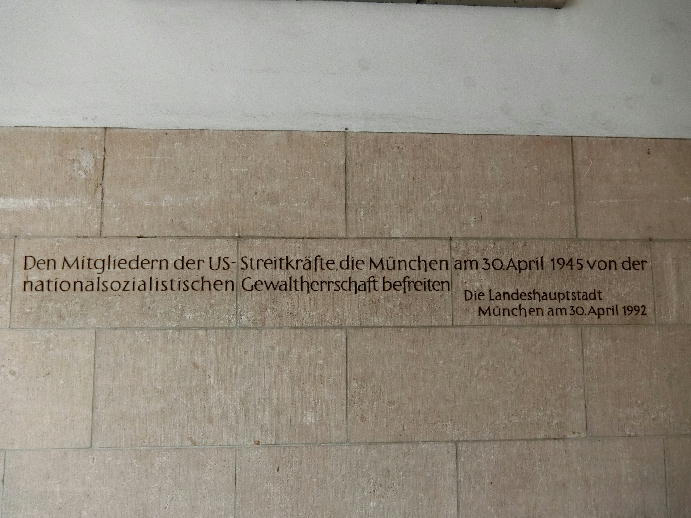 Den Mitgliedern der US-Streitkräfte, die München am 30. April 1945 von der
nationalsozialistischen Gewaltherrschaft befreiten
Die Landeshauptstadt
München am 30. April 1992